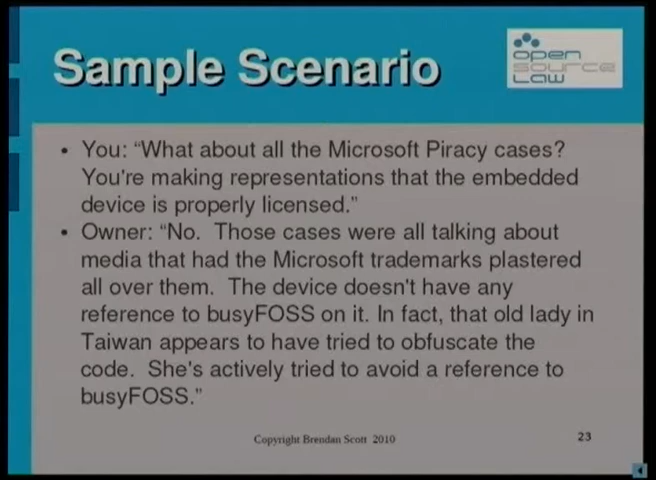 Sample Scenario
open
source
Law
• You: “What about all the Microsoft Piracy cases?
You're making representations that the embedded
device is properly licensed.”
• Owner: “No.  Those cases were all talking about
media that had the Microsoft trademarks plastered
all over them.  The device doesn't have any
reference to busyFOSS on it. In fact, that old lady in
Taiwan appears to have tried to obfuscate the
code.  She's actively tried to avoid a reference to
busyFOSS.”
Copyright Brendan Scott  2010
23